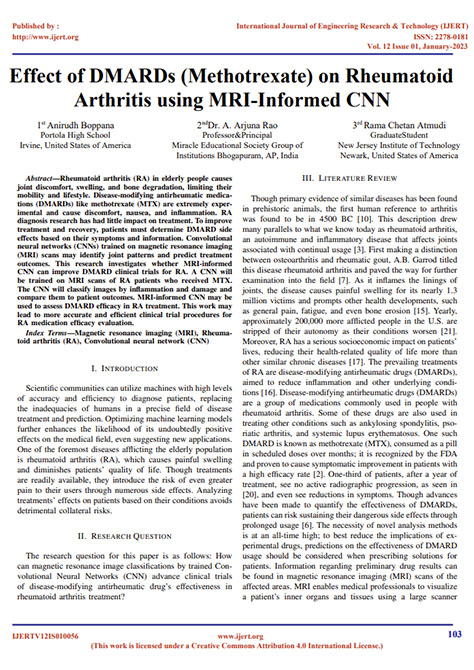 Published by :
International Journal of Engineering Research & Technology (IJERT)
http://www.ijert.org
ISSN: 2278-0181
Vol. 12 Issue 01, January-2023
Effect of DMARDs (Methotrexate) on Rheumatoid
Arthritis using MRI-Informed CNN
1st Anirudh Boppana
Portola High School
Irvine, United States of America
2ndDr. A. Arjuna Rao
Professor&Principal
Miracle Educational Society Group of
Institutions Bhogapuram, AP, India
3rd Rama Chetan Atmudi
GraduateStudent
New Jersey Institute of Technology
Newark, United States of America
Abstract—Rheumatoid arthritis (RA) in elderly people causes
joint discomfort, swelling, and bone degradation, limiting their
mobility and lifestyle. Disease-modifying antirheumatic medica-
tions (DMARDs) like methotrexate (MTX) are extremely exper-
imental and cause discomfort, nausea, and inflammation. RA
diagnosis research has had little impact on treatment. To improve
treatment and recovery, patients must determine DMARD side
effects based on their symptoms and information. Convolutional
neural networks (CNNs) trained on magnetic resonance imaging
(MRI) scans may identify joint patterns and predict treatment
outcomes. This research investigates whether MRI-informed
CNN can improve DMARD clinical trials for RA. A CNN will
be trained on MRI scans of RA patients who received MTX.
The CNN will classify images by inflammation and damage and
compare them to patient outcomes. MRI-informed CNN may be
used to assess DMARD efficacy in RA treatment. This work may
lead to more accurate and efficient clinical trial procedures for
RA medication efficacy evaluation.
Index Terms—Magnetic resonance imaging (MRI), Rheuma-
toid arthritis (RA), Convolutional neural network (CNN)
I. INTRODUCTION
Scientific communities can utilize machines with high levels
of accuracy and efficiency to diagnose patients, replacing
the inadequacies of humans in a precise field of disease
treatment and prediction. Optimizing machine learning models
further enhances the likelihood of its undoubtedly positive
effects on the medical field, even suggesting new applications.
One of the foremost diseases afflicting the elderly population
is rheumatoid arthritis (RA), which causes painful swelling
and diminishes patients' quality of life. Though treatments
are readily available, they introduce the risk of even greater
pain to their users through numerous side effects. Analyzing
treatments' effects on patients based on their conditions avoids
detrimental collateral risks.
II. RESEARCH QUESTION
The research question for this paper is as follows: How
can magnetic resonance image classifications by trained Con-
volutional Neural Networks (CNN) advance clinical trials
of disease-modifying antirheumatic drug's effectiveness in
rheumatoid arthritis treatment?
III. LITERATURE REVIEW
Though primary evidence of similar diseases has been found
in prehistoric animals, the first human reference to arthritis
was found to be in 4500 BC [10]. This description drew
many parallels to what we know today as rheumatoid arthritis,
an autoimmune and inflammatory disease that affects joints
associated with continual usage [3]. First making a distinction
between osteoarthritis and rheumatic gout, A.B. Garrod titled
this disease rheumatoid arthritis and paved the way for further
examination into the field [7]. As it inflames the linings of
joints, the disease causes painful swelling for its nearly 1.3
million victims and prompts other health developments, such
as general pain, fatigue, and even bone erosion [15]. Yearly,
approximately 200,000 more afflicted people in the U.S. are
stripped of their autonomy as their conditions worsen [21].
Moreover, RA has a serious socioeconomic impact on patients'
lives, reducing their health-related quality of life more than
other similar chronic diseases [17]. The prevailing treatments
of RA are disease-modifying antirheumatic drugs (DMARDs),
aimed to reduce inflammation and other underlying condi-
tions [16]. Disease-modifying antirheumatic drugs (DMARDs)
are a group of medications commonly used in people with
rheumatoid arthritis. Some of these drugs are also used in
treating other conditions such as ankylosing spondylitis, pso-
riatic arthritis, and systemic lupus erythematosus. One such
DMARD is known as methotrexate (MTX), consumed as a pill
in scheduled doses over months; it is recognized by the FDA
and proven to cause symptomatic improvement in patients with
a high efficacy rate [2]. One-third of patients, after a year of
treatment, see no active radiographic progression, as seen in
[20], and even see reductions in symptoms. Though advances
have been made to quantify the effectiveness of DMARDs,
patients can risk sustaining their dangerous side effects through
prolonged usage [6]. The necessity of novel analysis methods
is at an all-time high; to best reduce the implications of ex-
perimental drugs, predictions on the effectiveness of DMARD
usage should be considered when prescribing solutions for
patients. Information regarding preliminary drug results can
be found in magnetic resonance imaging (MRI) scans of the
affected areas. MRI enables medical professionals to visualize
a patient's inner organs and tissues using a large scanner
IJERTV12IS010056
www.ijert.org
103
(This work is licensed under a Creative Commons Attribution 4.0 International License.)